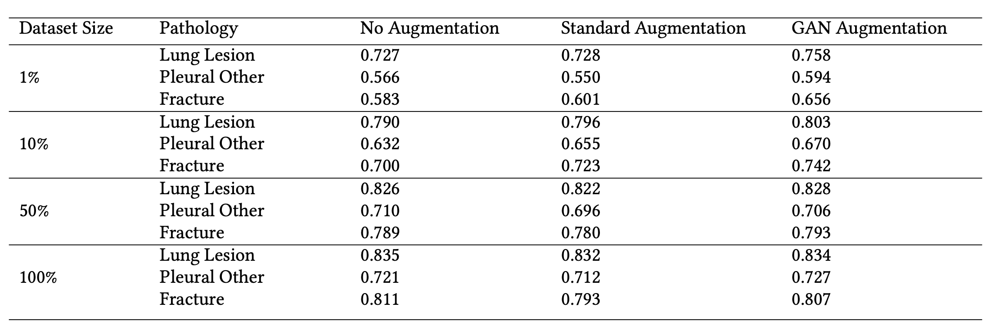 Dataset Size Pathology No Augmentation Standard Augmentation GAN Augmentation
Lung Lesion 0.727 0.728 0.758
1% Pleural Other 0.566 0.550 0.594
Fracture 0.583 0.601 0.656
Lung Lesion 0.790 0.796 0.803
10% Pleural Other 0.632 0.655 0.670
Fracture 0.700 0.723 0.742
Lung Lesion 0.826 0.822 0.828
50% Pleural Other 0.710 0.696 0.706
Fracture 0.789 0.780 0.793
Lung Lesion 0.835 0.832 0.834
100% Pleural Other 0.721 0.712 0.727
Fracture 0.811 0.793 0.807